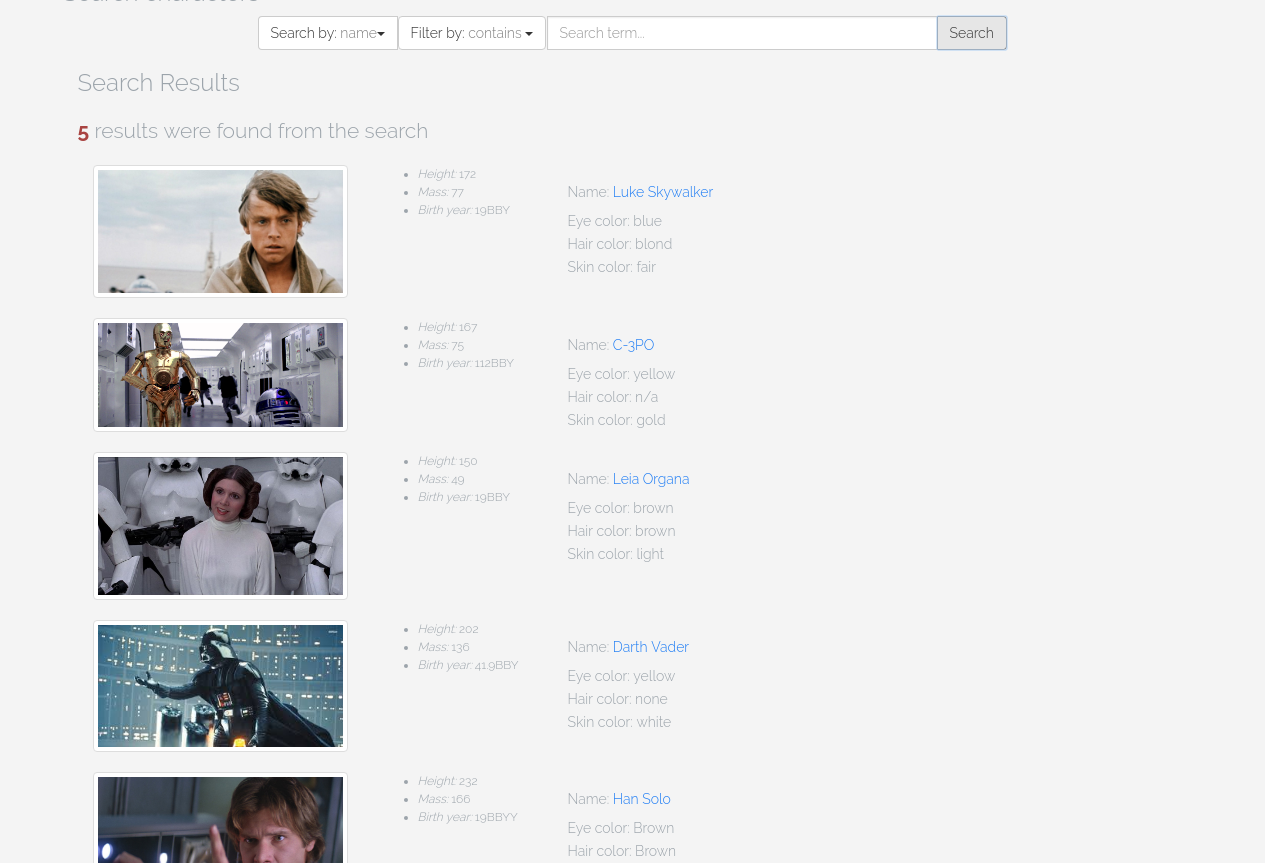 Search characters
Search by: name
Filter by: contains
Search term...
Search
Search Results
5 results were found from the search
Height: 172
Mass: 77
Birth year: 19BBY
Name: Luke Skywalker
Eye color: blue
Hair color: blond
Skin color: fair
Height: 167
Mass: 75
Birth year: 112BBY
Name: C-3PO
Eye color: yellow
Hair color: n/a
Skin color: gold
Height: 150
Mass: 49
Birth year: 19BBY
Name: Leia Organa
Eye color: brown
Hair color: brown
Skin color: light
Height: 202
Mass: 136
Birth year: 41.9BBY
Name: Darth Vader
Eye color: yellow
Hair color: none
Skin color: white
Height: 232
Mass: 166
Birth year: 19BBYY
Name: Han Solo
Eye color: Brown
Hair color: Brown